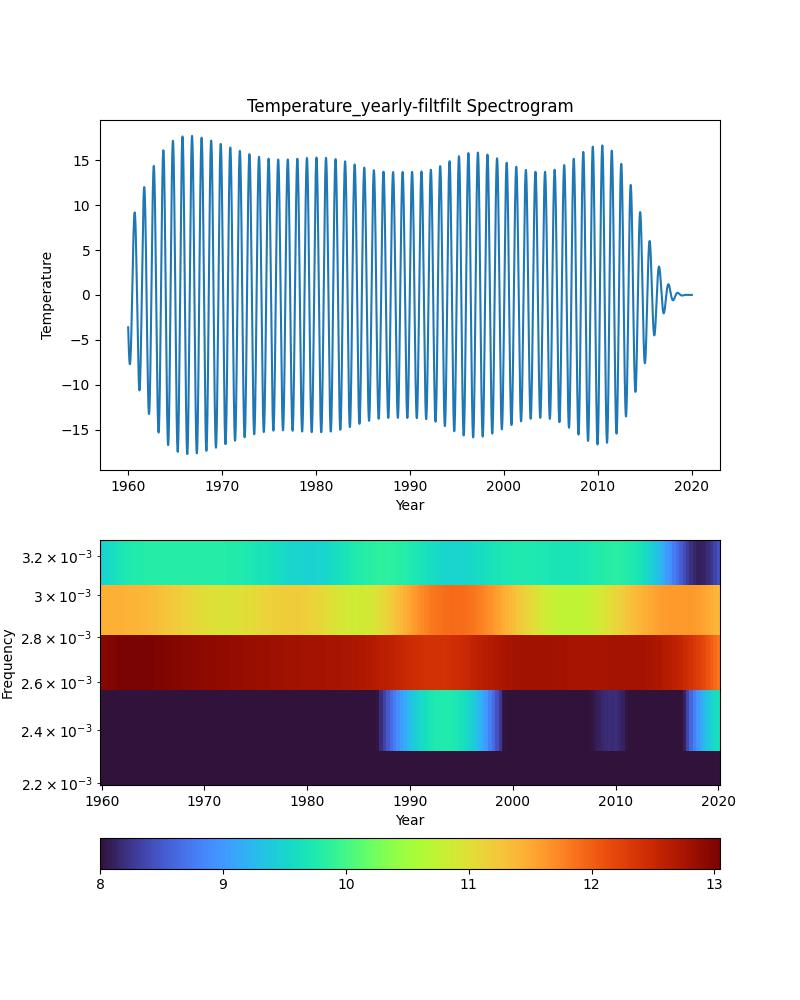 Temperature_yearly-filtfilt Spectrogram
15
10
5
0
−5
−10
−15
Temperature
1960 1970 1980 1990 2000 2010 2020
Year
3.2 × 10⁻³
3 × 10⁻³
2.8 × 10⁻³
2.6 × 10⁻³
2.4 × 10⁻³
2.2 × 10⁻³
Frequency
1960 1970 1980 1990 2000 2010 2020
Year
8 9 10 11 12 13